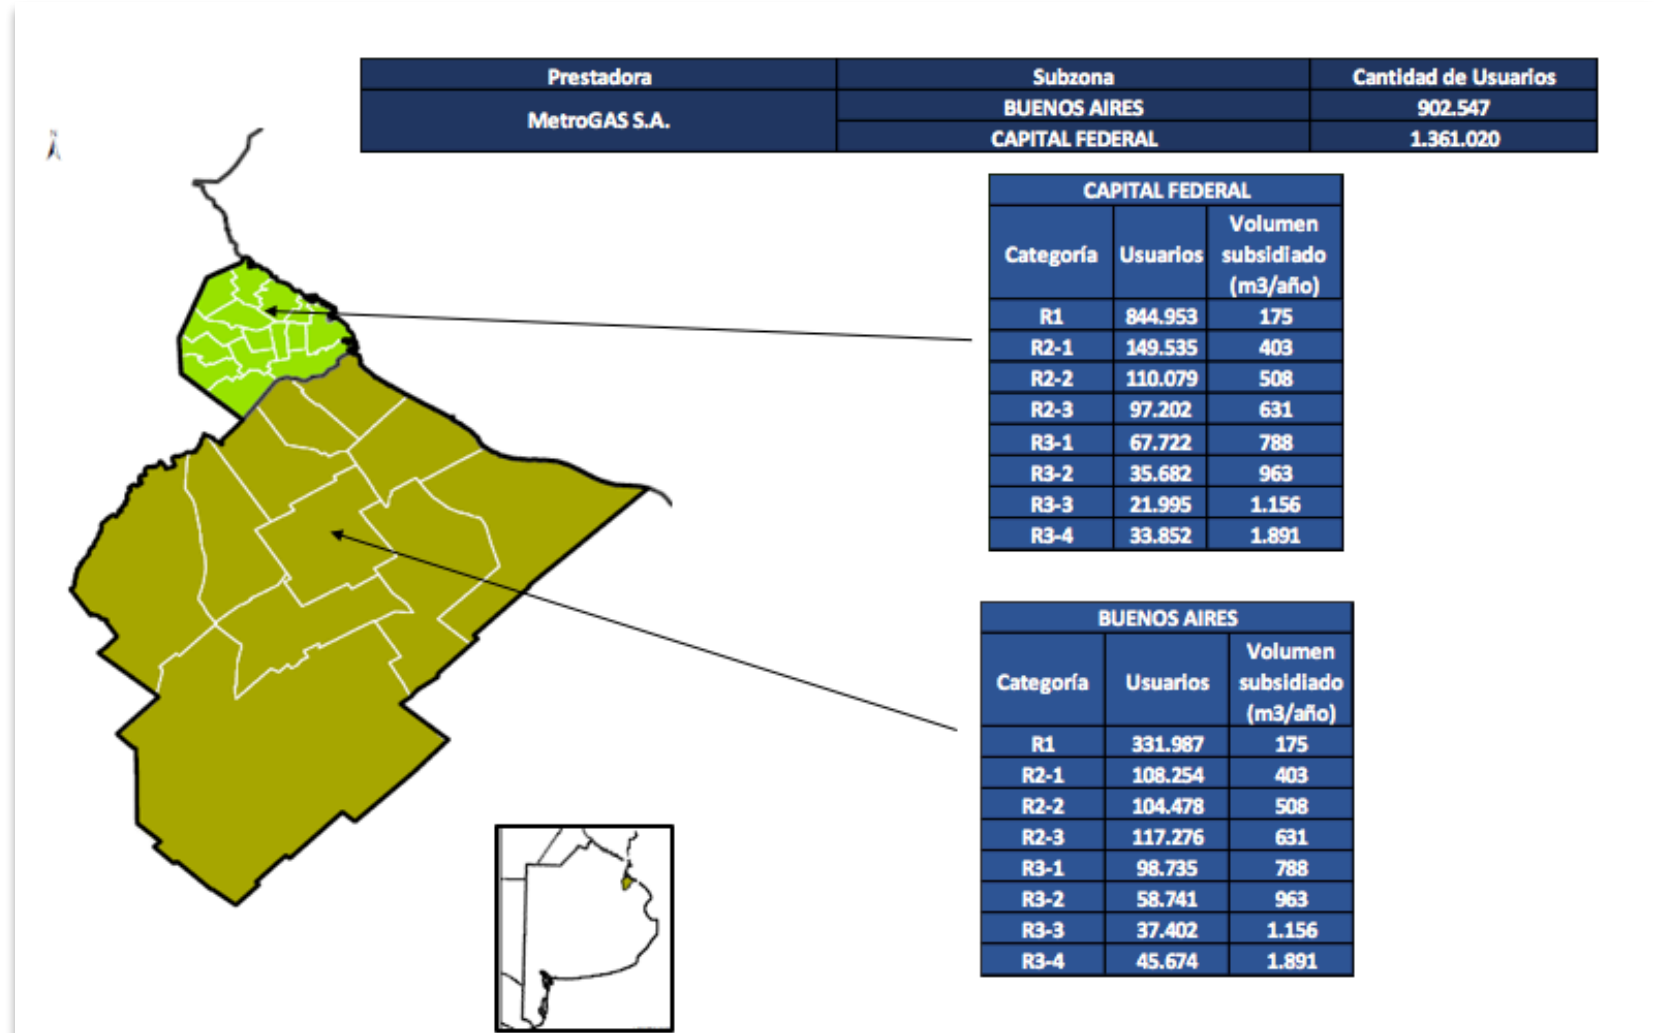 Prestadora Subzona Cantidad de Usuarios
MetroGAS S.A.
BUENOS AIRES 902.547
CAPITAL FEDERAL 1.361.020
N
CAPITAL FEDERAL
Categoría Usuarios Volumen
subsidiado
(m3/año)
R1 844.953 175
R2-1 149.535 403
R2-2 110.079 508
R2-3 97.202 631
R3-1 67.722 788
R3-2 35.682 963
R3-3 21.995 1.156
R3-4 33.852 1.891
BUENOS AIRES
Categoría Usuarios Volumen
subsidiado
(m3/año)
R1 331.987 175
R2-1 108.254 403
R2-2 104.478 508
R2-3 117.276 631
R3-1 98.735 788
R3-2 58.741 963
R3-3 37.402 1.156
R3-4 45.674 1.891